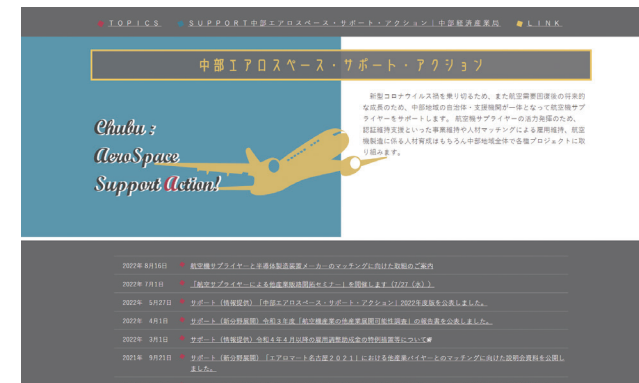 TOPICS SUPPORT中部エアロスペース・サポート・アクション|中部経済産業局 LINK
中部エアロスペース・サポート・アクション
新型コロナウイルス禍を乗り切るため、また航空需要回復後の将来的
な成長のため、中部地域の自治体・支援機関が一体となって航空機サプ
ライヤーをサポートします。航空機サプライヤーの活力発揮のため、
認証維持支援といった事業維持や人材マッチングによる雇用維持、航空
機製造に係る人材育成はもちろん中部地域全体で各種プロジェクトに取
り組みます。
Chubu :
AeroSpace
Support Action!
2022年 8月16日 航空機サプライヤーと半導体製造装置メーカーのマッチングに向けた取組のご案内
2022年 7月1日 「航空サプライヤーによる他産業販路開拓セミナー」を開催します(7/27(水))
2022年 5月27日 サポート(情報提供)「中部エアロスペース・サポート・アクション」2022年度版を公表しました。
2022年 4月1日 サポート(新分野展開)令和3年度「航空機産業の他産業展開可能性調査」の報告書を公表しました。
2022年 3月1日 サポート(情報提供)令和4年4月以降の雇用調整助成金の特例措置等について
2021年 9月21日 サポート(新分野展開)「エアロマート名古屋2021」における他産業バイヤーとのマッチングに向けた説明会資料を公開し
ました。